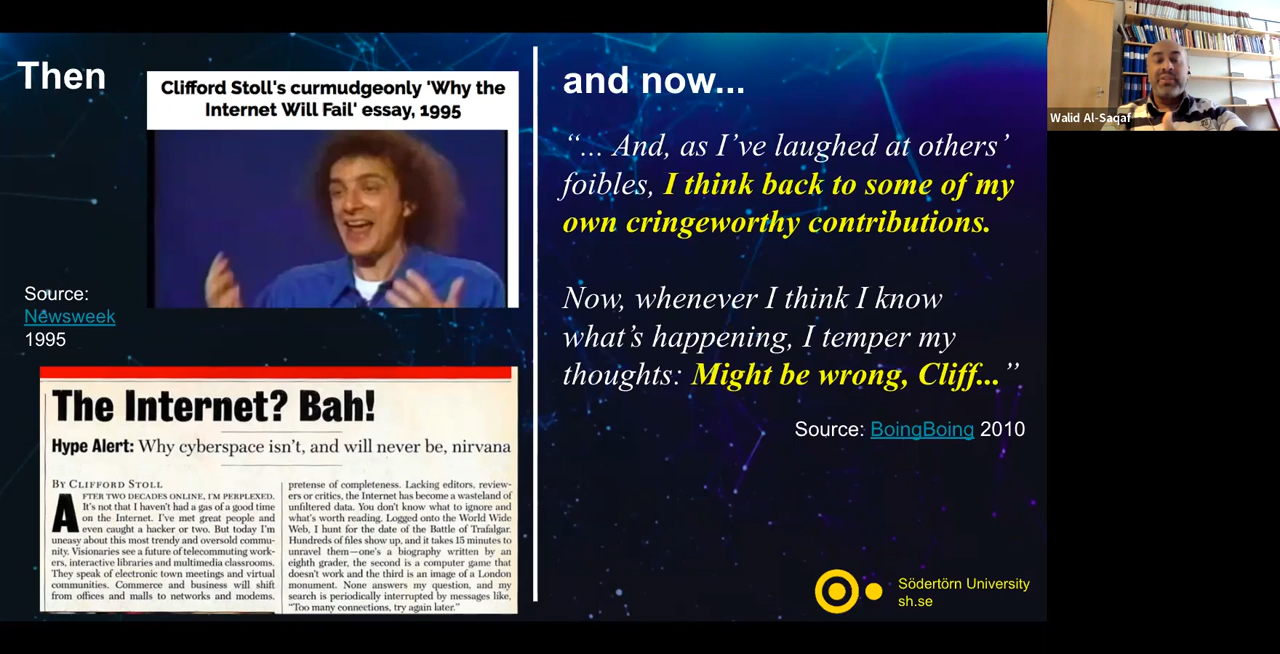 Then
Clifford Stoll's curmudgeonly 'Why the
Internet Will Fail' essay, 1995
Source:
Newsweek
1995
The Internet? Bah!
Hype Alert: Why cyberspace isn't, and will never be, nirvana
BY CLIFFORD STOLL
AFTER TWO DECADES ONLINE, I'M PERPLEXED.
It's not that I haven't had a gas of a good time
on the Internet. I've met great people and
even caught a hacker or two. But today I'm
uneasy about this most trendy and oversold commu-
nity. Visionaries see a future of telecommuting work-
ers, interactive libraries and multimedia classrooms.
They speak of electronic town meetings and virtual
communities. Commerce and business will shift
from offices and malls to networks and modems.
pretense of completeness. Lacking editors, review-
ers or critics, the Internet has become a wasteland of
unfiltered data. You don't know what to ignore and
what's worth reading. Logged onto the World Wide
Web, I hunt for the date of the Battle of Trafalgar.
Hundreds of files show up, and it takes 15 minutes to
unravel them—one's a biography written by an
eighth grader, the second is a computer game that
doesn't work and the third is an image of a London
monument. None answers my question, and my
search is periodically interrupted by messages like,
"Too many connections, try again later."
and now...
“... And, as I’ve laughed at others’
foibles, I think back to some of my
own cringeworthy contributions.
Now, whenever I think I know
what’s happening, I temper my
thoughts: Might be wrong, Cliff...”
Source: BoingBoing 2010
Södertörn University
sh.se
Walid Al-Saqaf